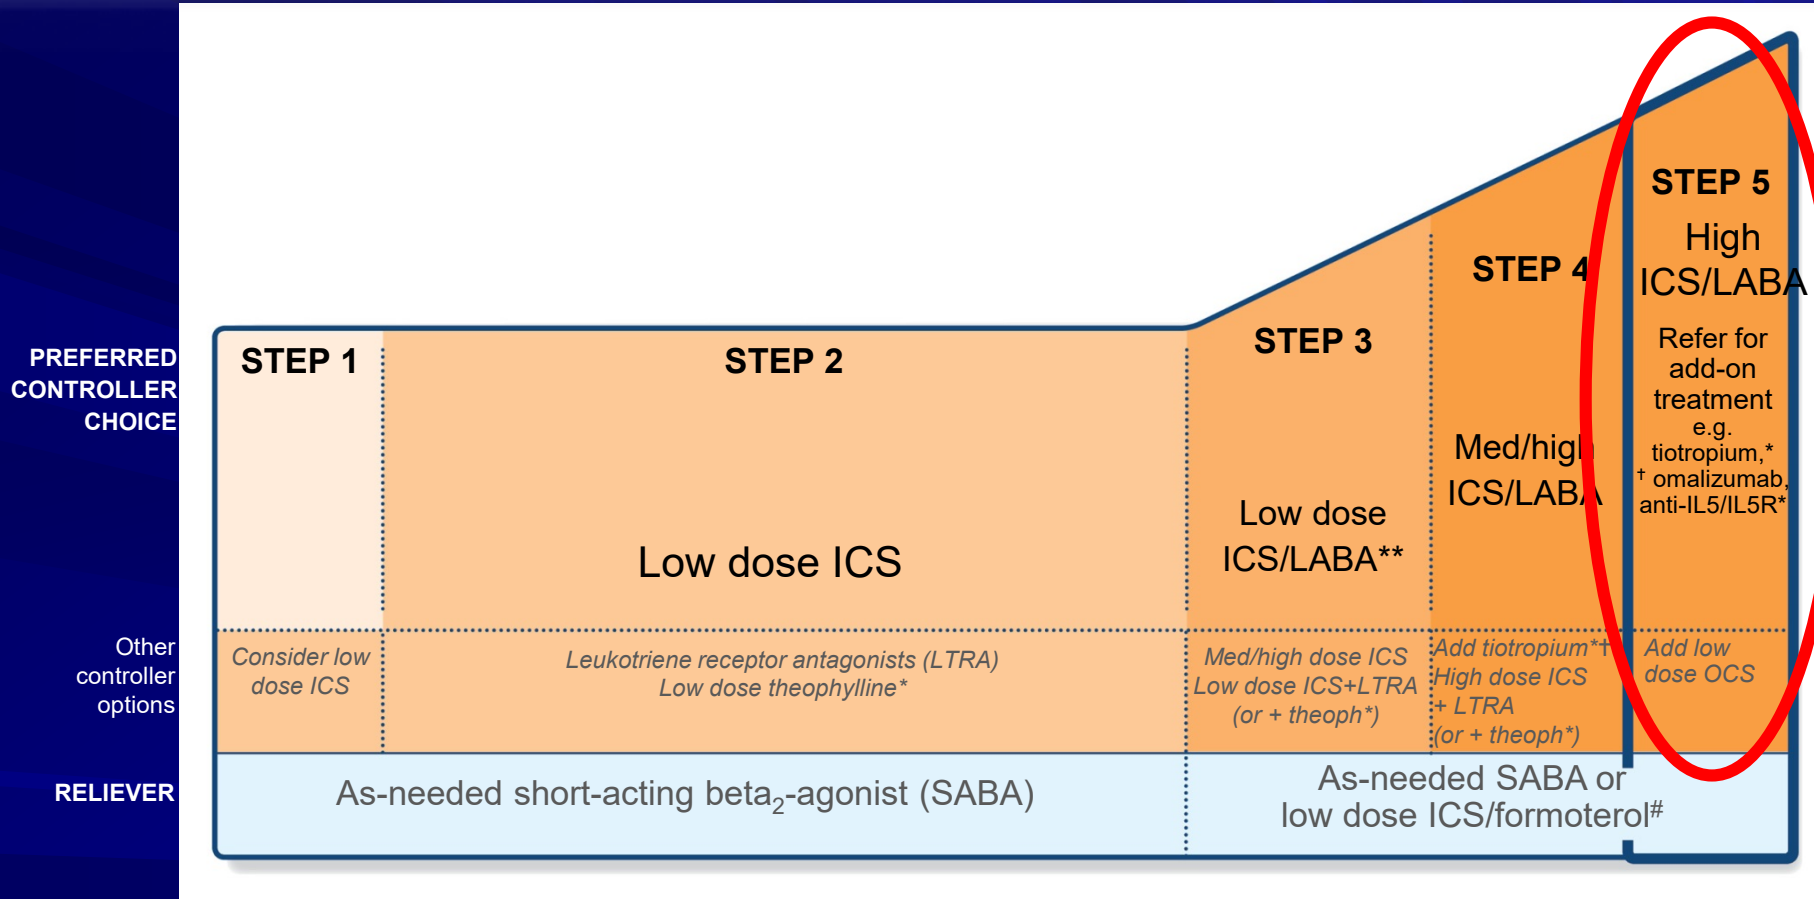 PREFERRED
CONTROLLER
CHOICE
STEP 1
STEP 2
Low dose ICS
STEP 3
Low dose
ICS/LABA**
STEP 4
Med/high
ICS/LABA
STEP 5
High
ICS/LABA
Refer for
add-on
treatment
e.g.
tiotropium,*
† omalizumab,
anti-IL5/IL5R*
Other
controller
options
Consider low
dose ICS
Leukotriene receptor antagonists (LTRA)
Low dose theophylline*
Med/high dose ICS
Low dose ICS+LTRA
(or + theoph*)
Add tiotropium*†
High dose ICS
+ LTRA
(or + theoph*)
Add low
dose OCS
RELIEVER
As-needed short-acting beta2-agonist (SABA)
As-needed SABA or
low dose ICS/formoterol#